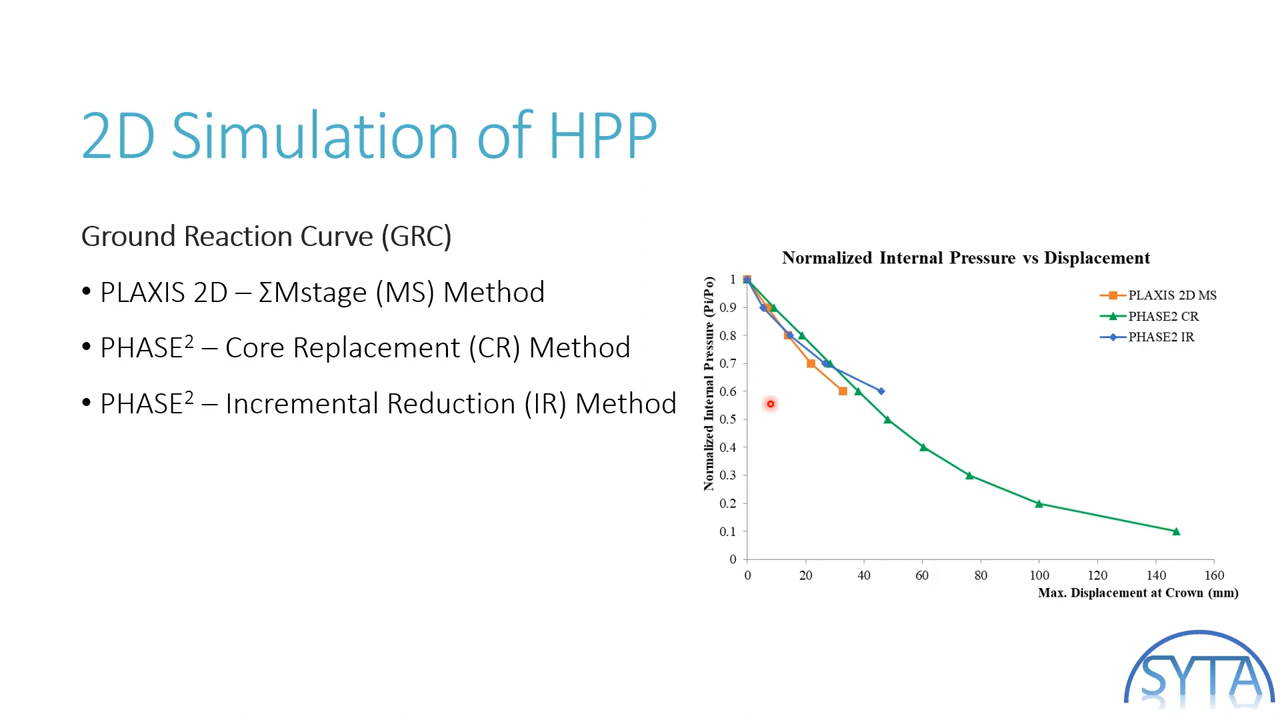 2D Simulation of HPP
Ground Reaction Curve (GRC)
• PLAXIS 2D – ΣMstage (MS) Method
• PHASE² – Core Replacement (CR) Method
• PHASE² – Incremental Reduction (IR) Method
Normalized Internal Pressure vs Displacement
Normalized Internal Pressure (Pi/Po)
1
0.9
0.8
0.7
0.6
0.5
0.4
0.3
0.2
0.1
0
PLAXIS 2D MS
PHASE2 CR
PHASE2 IR
0 20 40 60 80 100 120 140 160
Max. Displacement at Crown (mm)
SYTA